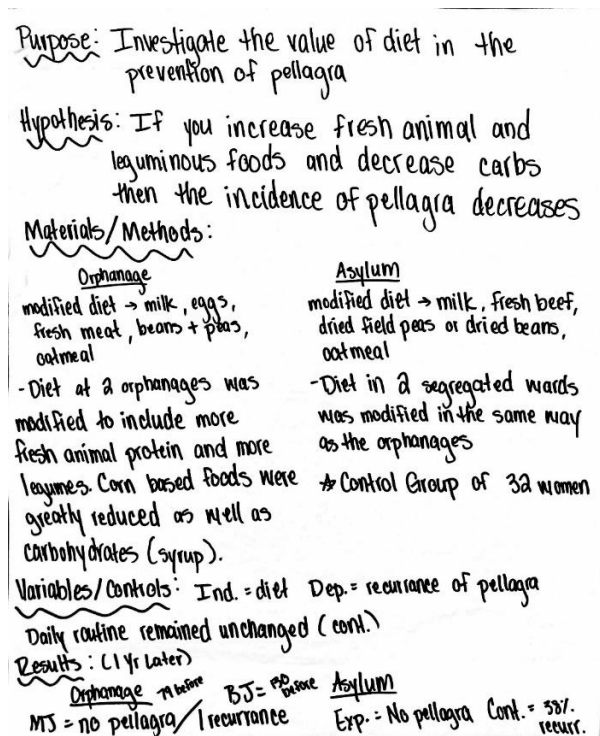 Purpose: Investigate the value of diet in the
prevention of pellagra
Hypothesis: If you increase fresh animal and
leguminous foods and decrease carbs
then the incidence of pellagra decreases
Materials/Methods:
Orphanage
modified diet → milk, eggs,
fresh meat, beans + peas,
oatmeal
- Diet at 2 orphanages was
modified to include more
fresh animal protein and more
legumes. Corn based foods were
greatly reduced as well as
carbohydrates (syrup).
Asylum
modified diet → milk, fresh beef,
dried field peas or dried beans,
oatmeal
- Diet in 2 segregated wards
was modified in the same way
as the orphanages
☆ Control Group of 32 women
Variables/Controls: Ind. = diet Dep. = recurrance of pellagra
Daily routine remained unchanged (cont.)
Results: (1 yr later)
Orphanage 79 before BJ = 130 before
MJ = no pellagra/1 recurrance
Asylum
Exp. = No pellagra Cont. = 38%
recurr.